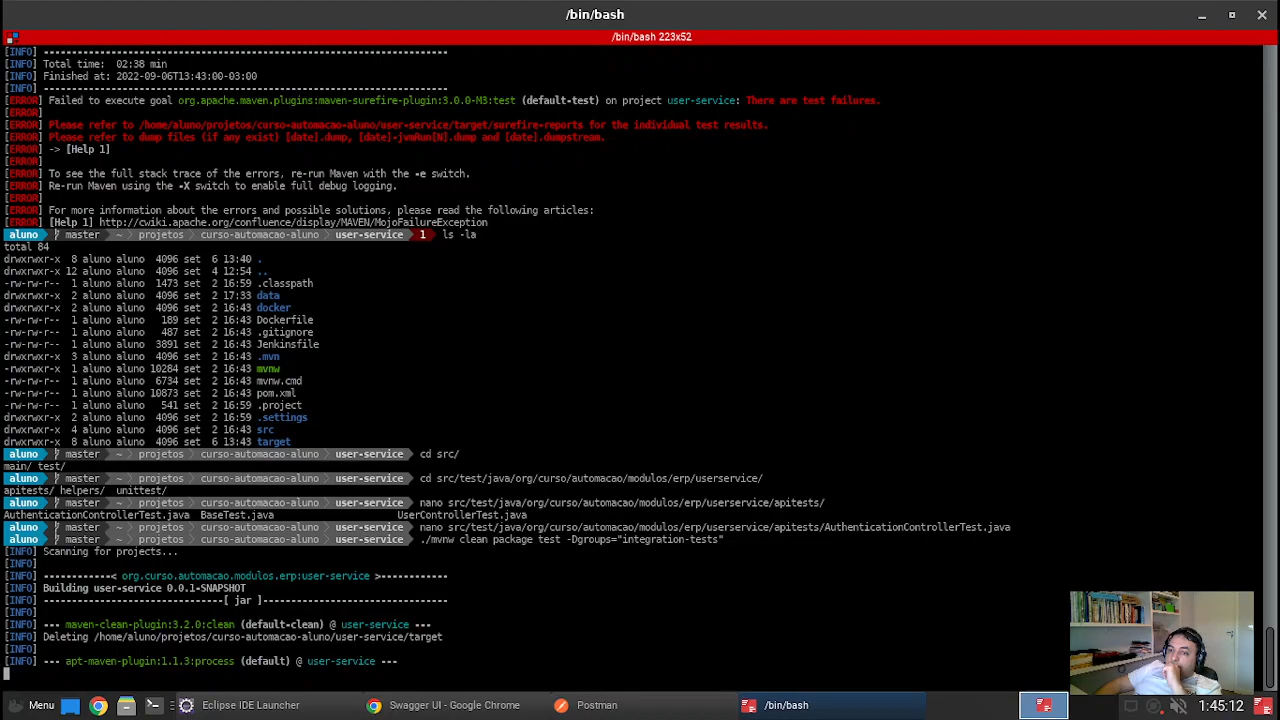 /bin/bash
/bin/bash 223x52
[INFO] ------------------------------------------------------------------------
[INFO] Total time:  02:38 min
[INFO] Finished at: 2022-09-06T13:43:00-03:00
[INFO] ------------------------------------------------------------------------
[ERROR] Failed to execute goal org.apache.maven.plugins:maven-surefire-plugin:3.0.0-M3:test (default-test) on project user-service: There are test failures.
[ERROR]
[ERROR] Please refer to /home/aluno/projetos/curso-automacao-aluno/user-service/target/surefire-reports for the individual test results.
[ERROR] Please refer to dump files (if any exist) [date].dump, [date]-jvmRun[N].dump and [date].dumpstream.
[ERROR] -> [Help 1]
[ERROR]
[ERROR] To see the full stack trace of the errors, re-run Maven with the -e switch.
[ERROR] Re-run Maven using the -X switch to enable full debug logging.
[ERROR]
[ERROR] For more information about the errors and possible solutions, please read the following articles:
[ERROR] [Help 1] http://cwiki.apache.org/confluence/display/MAVEN/MojoFailureException
aluno master ~ projetos curso-automacao-aluno user-service 1 ls -la
total 84
drwxrwxr-x  8 aluno aluno  4096 set  6 13:40 .
drwxrwxr-x 12 aluno aluno  4096 set  4 12:54 ..
-rw-rw-r--  1 aluno aluno  1473 set  2 16:59 .classpath
drwxrwxr-x  2 aluno aluno  4096 set  2 17:33 data
drwxrwxr-x  2 aluno aluno  4096 set  2 16:43 docker
-rw-rw-r--  1 aluno aluno   189 set  2 16:43 Dockerfile
-rw-rw-r--  1 aluno aluno   487 set  2 16:43 .gitignore
-rw-rw-r--  1 aluno aluno  3891 set  2 16:43 Jenkinsfile
drwxrwxr-x  3 aluno aluno  4096 set  2 16:43 .mvn
-rwxrwxr-x  1 aluno aluno 10284 set  2 16:43 mvnw
-rw-rw-r--  1 aluno aluno  6734 set  2 16:43 mvnw.cmd
-rw-rw-r--  1 aluno aluno 10873 set  2 16:43 pom.xml
-rw-rw-r--  1 aluno aluno   541 set  2 16:59 .project
drwxrwxr-x  2 aluno aluno  4096 set  2 16:59 .settings
drwxrwxr-x  4 aluno aluno  4096 set  2 16:43 src
drwxrwxr-x  8 aluno aluno  4096 set  6 13:43 target
aluno master ~ projetos curso-automacao-aluno user-service cd src/
main/ test/
aluno master ~ projetos curso-automacao-aluno user-service cd src/test/java/org/curso/automacao/modulos/erp/userservice/
apitests/ helpers/  unittest/
aluno master ~ projetos curso-automacao-aluno user-service nano src/test/java/org/curso/automacao/modulos/erp/userservice/apitests/
AuthenticationControllerTest.java  BaseTest.java  UserControllerTest.java
aluno master ~ projetos curso-automacao-aluno user-service nano src/test/java/org/curso/automacao/modulos/erp/userservice/apitests/AuthenticationControllerTest.java
aluno master ~ projetos curso-automacao-aluno user-service ./mvnw clean package test -Dgroups="integration-tests"
[INFO] Scanning for projects...
[INFO]
[INFO] ------------< org.curso.automacao.modulos.erp:user-service >------------
[INFO] Building user-service 0.0.1-SNAPSHOT
[INFO] --------------------------------[ jar ]---------------------------------
[INFO]
[INFO] --- maven-clean-plugin:3.2.0:clean (default-clean) @ user-service ---
[INFO] Deleting /home/aluno/projetos/curso-automacao-aluno/user-service/target
[INFO]
[INFO] --- apt-maven-plugin:1.1.3:process (default) @ user-service ---
Menu Eclipse IDE Launcher Swagger UI - Google Chrome Postman /bin/bash 1:45:12